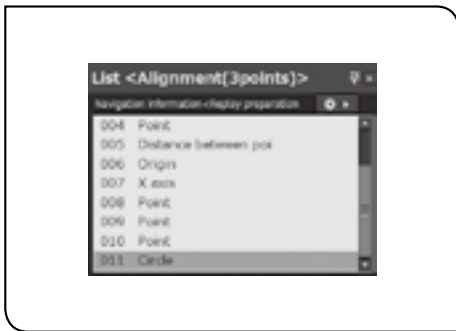 List <Alignment[3points]>
Navigation information<Replay preparation
004 Point
005 Distance between poi
006 Origin
007 X axis
008 Point
009 Point
010 Point
011 Circle